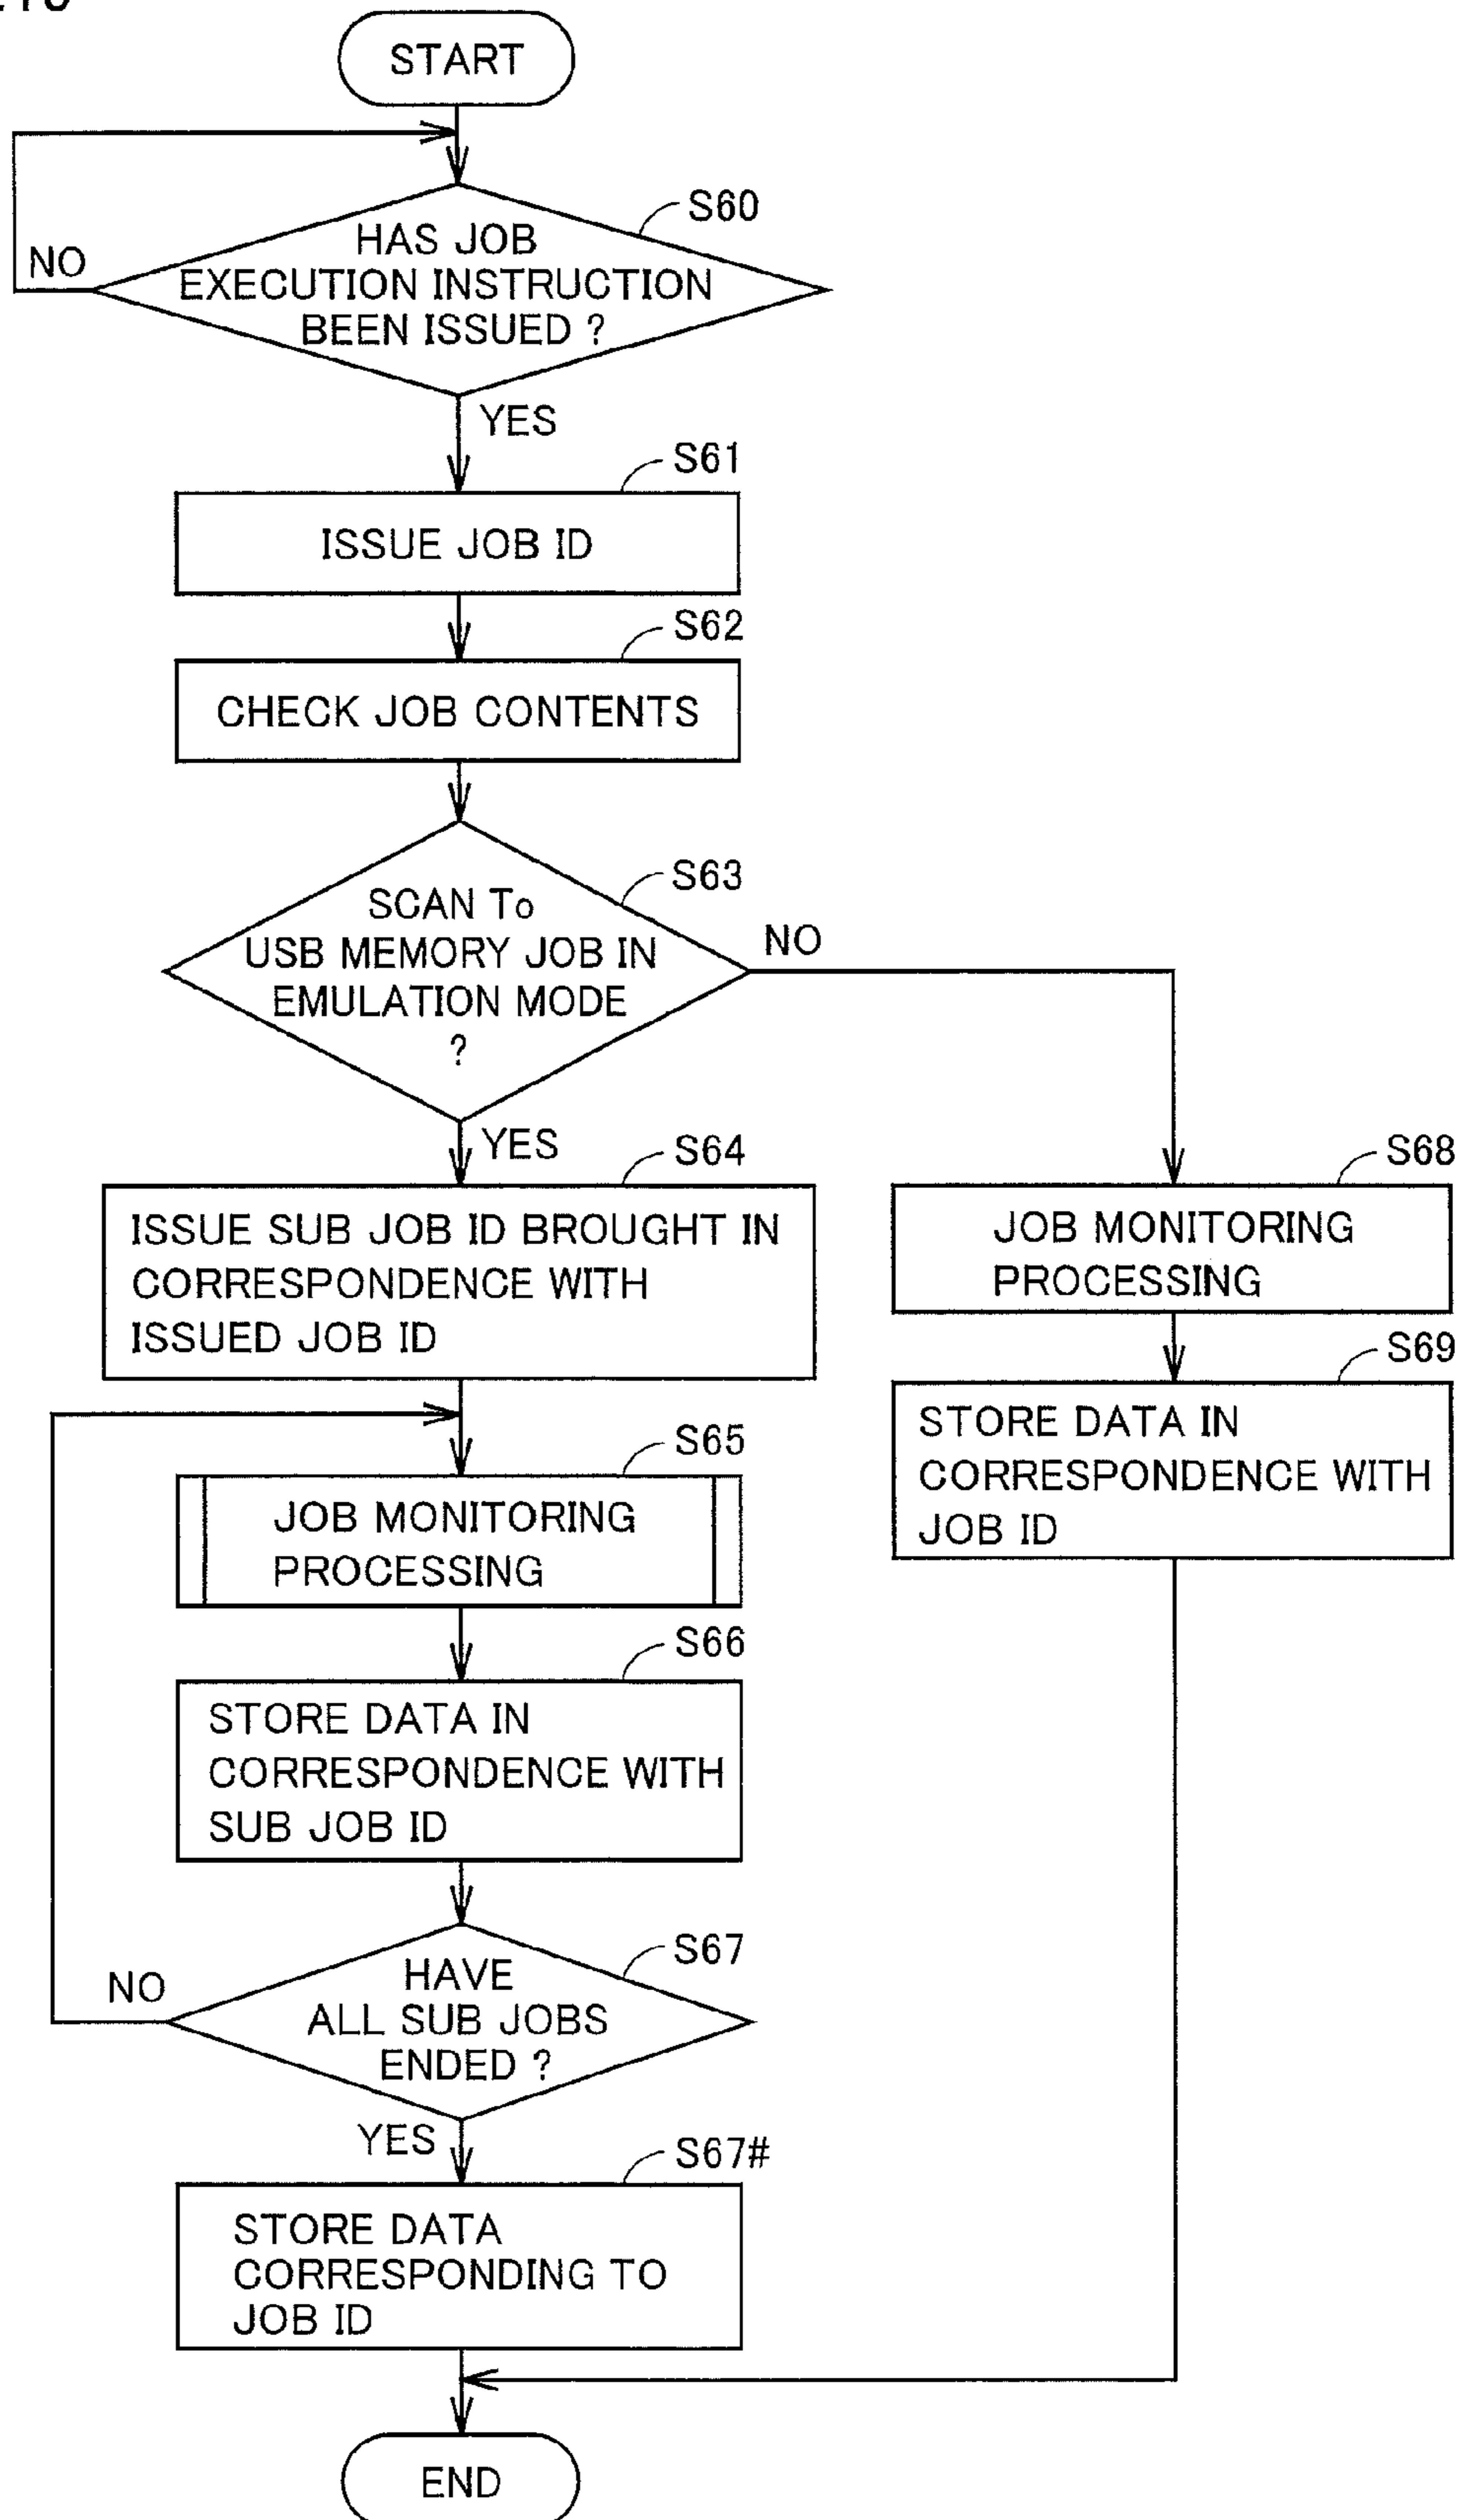 START
S60
HAS JOB
EXECUTION INSTRUCTION
BEEN ISSUED ?
NO
YES
S61
ISSUE JOB ID
S62
CHECK JOB CONTENTS
S63
SCAN To
USB MEMORY JOB IN
EMULATION MODE
?
NO
YES
S64
ISSUE SUB JOB ID BROUGHT IN
CORRESPONDENCE WITH
ISSUED JOB ID
S68
JOB MONITORING
PROCESSING
S69
STORE DATA IN
CORRESPONDENCE WITH
JOB ID
S65
JOB MONITORING
PROCESSING
S66
STORE DATA IN
CORRESPONDENCE WITH
SUB JOB ID
S67
HAVE
ALL SUB JOBS
ENDED ?
NO
YES
S67#
STORE DATA
CORRESPONDING TO
JOB ID
END